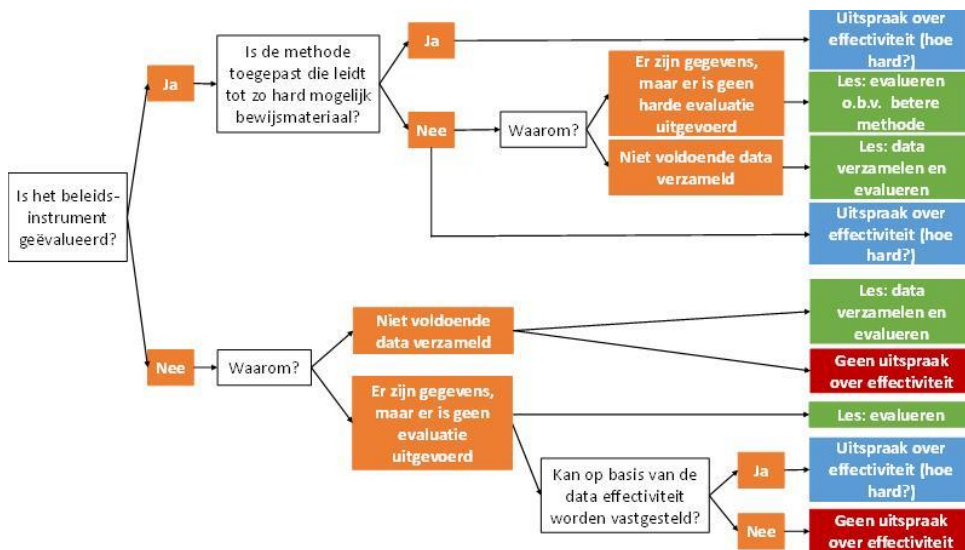 Is het beleids-
instrument
geëvalueerd?
Ja
Is de methode
toegepast die leidt
tot zo hard mogelijk
bewijsmateriaal?
Ja
Uitspraak over
effectiviteit (hoe
hard?)
Nee
Waarom?
Er zijn gegevens,
maar er is geen
harde evaluatie
uitgevoerd
Les: evalueren
o.b.v. betere
methode
Niet voldoende data
verzameld
Les: data
verzamelen en
evalueren
Uitspraak over
effectiviteit (hoe
hard?)
Nee
Waarom?
Niet voldoende
data verzameld
Les: data
verzamelen en
evalueren
Geen uitspraak
over effectiviteit
Er zijn gegevens,
maar er is geen
evaluatie
uitgevoerd
Les: evalueren
Kan op basis van de
data effectiviteit
worden vastgesteld?
Ja
Uitspraak over
effectiviteit (hoe
hard?)
Nee
Geen uitspraak
over effectiviteit